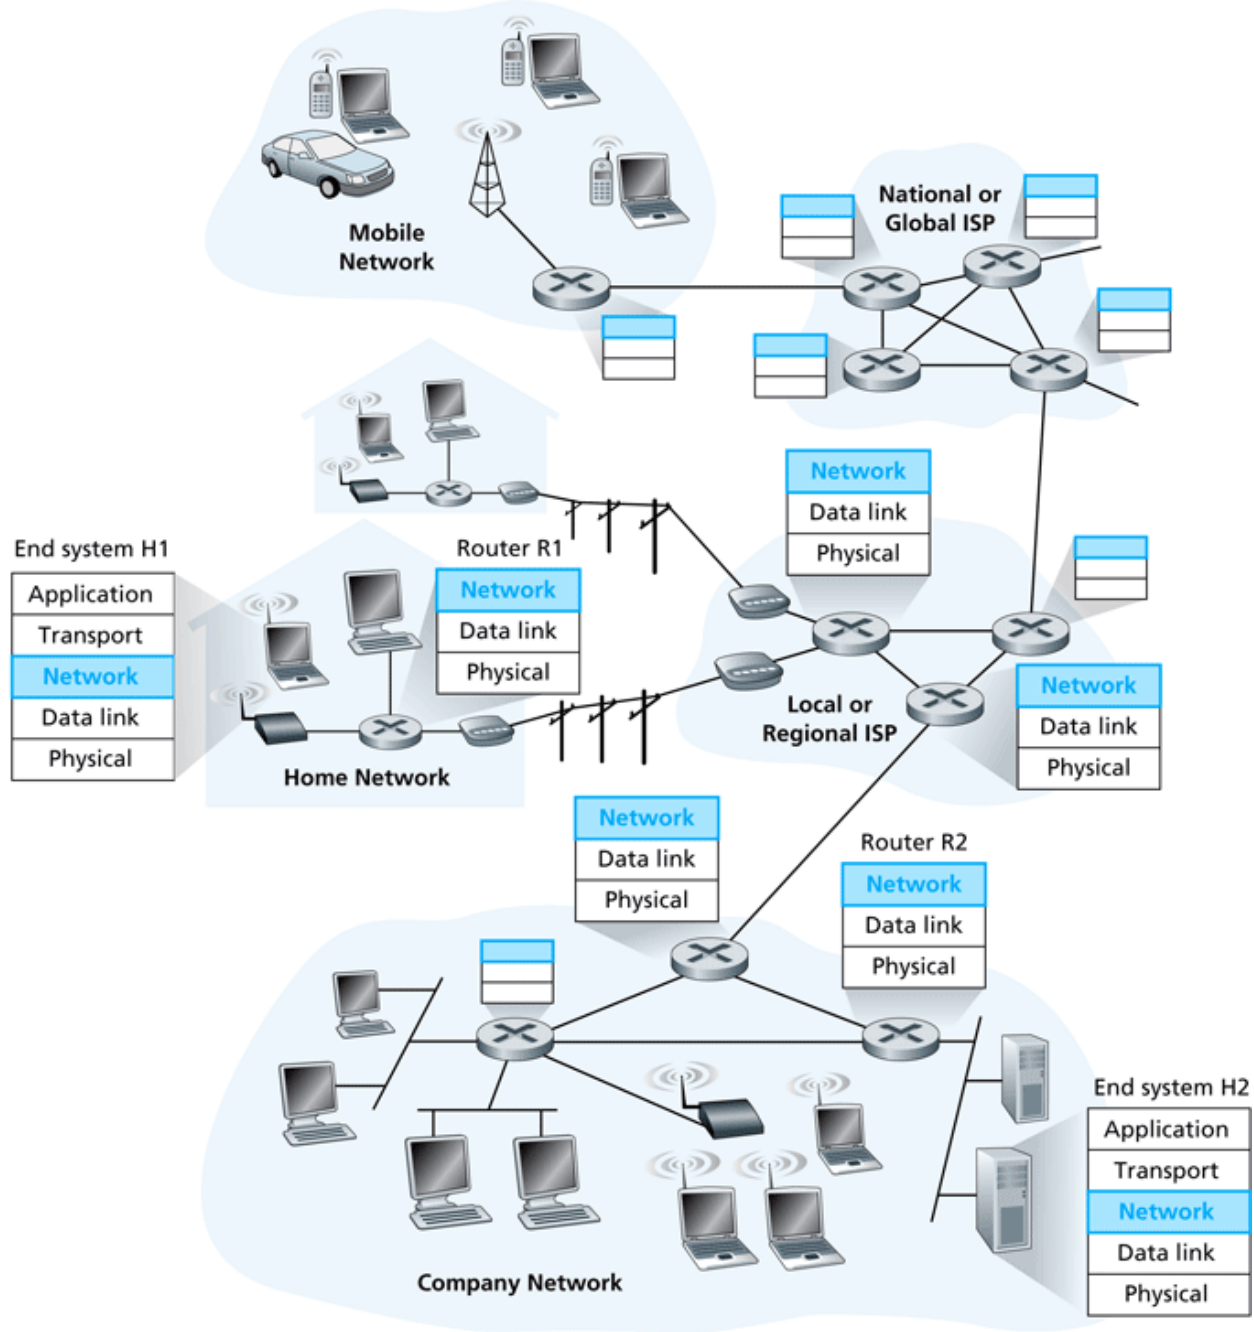 National or
Global ISP
Mobile
Network
Network
Data link
Physical
End system H1
Application
Transport
Network
Data link
Physical
Router R1
Network
Data link
Physical
Local or
Regional ISP
Network
Data link
Physical
Home Network
Network
Data link
Physical
Router R2
Network
Data link
Physical
End system H2
Application
Transport
Network
Data link
Physical
Company Network